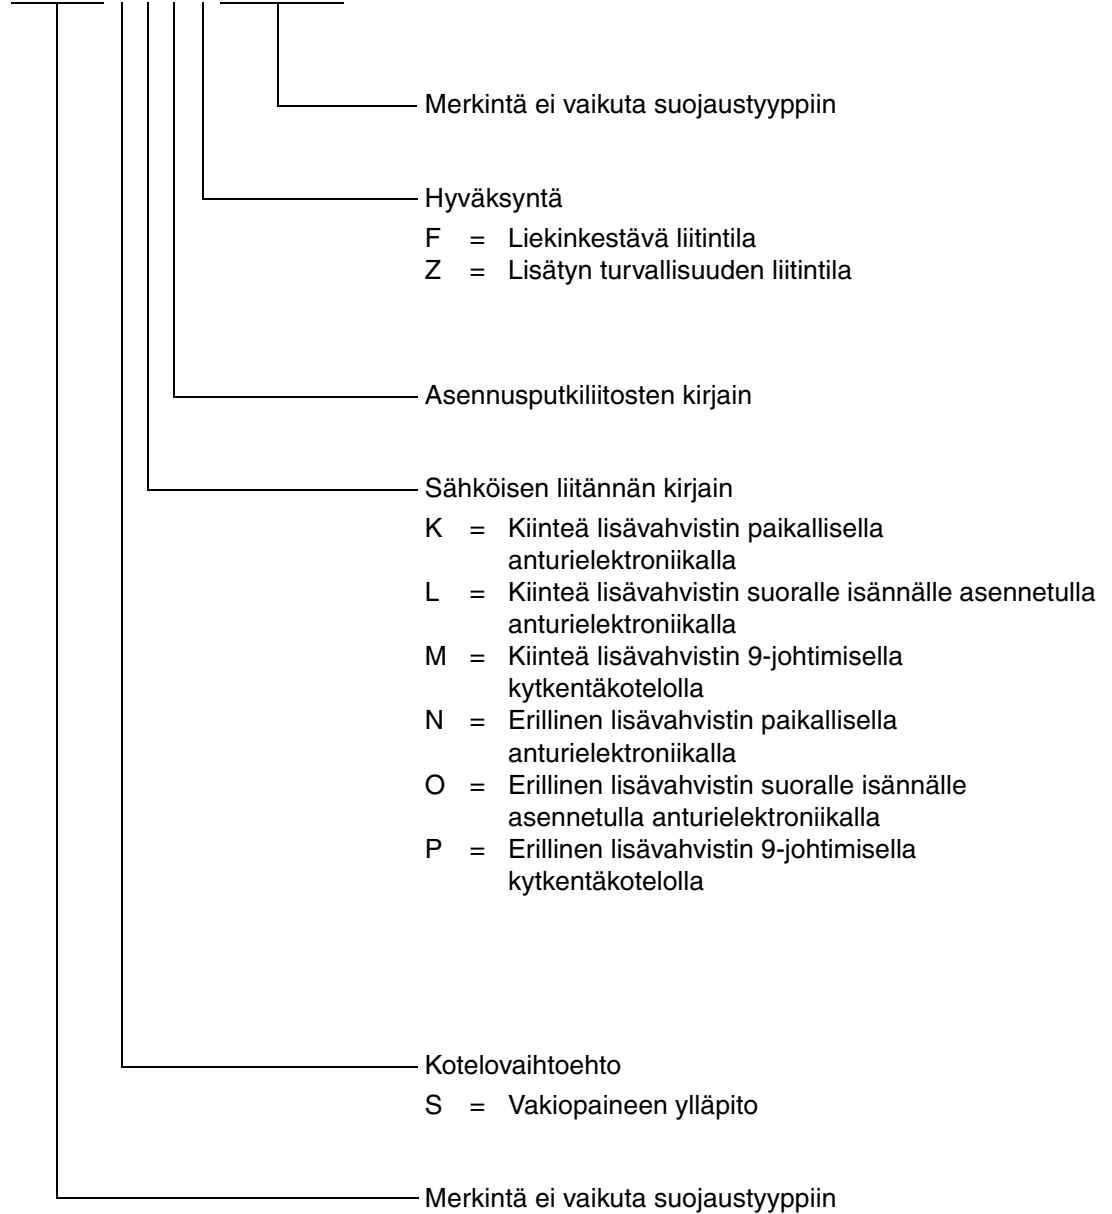 Merkintä ei vaikuta suojaustyyppiin
Hyväksyntä
F = Liekinkestävä liitintila
Z = Lisätyn turvallisuuden liitintila
Asennusputkiliitosten kirjain
Sähköisen liitännän kirjain
K = Kiinteä lisävahvistin paikallisella
anturielektroniikalla
L = Kiinteä lisävahvistin suoralle isännälle asennetulla
anturielektroniikalla
M = Kiinteä lisävahvistin 9-johtimisella
kytkentäkotelolla
N = Erillinen lisävahvistin paikallisella
anturielektroniikalla
O = Erillinen lisävahvistin suoralle isännälle
asennetulla anturielektroniikalla
P = Erillinen lisävahvistin 9-johtimisella
kytkentäkotelolla
Kotelovaihtoehto
S = Vakiopaineen ylläpito
Merkintä ei vaikuta suojaustyyppiin